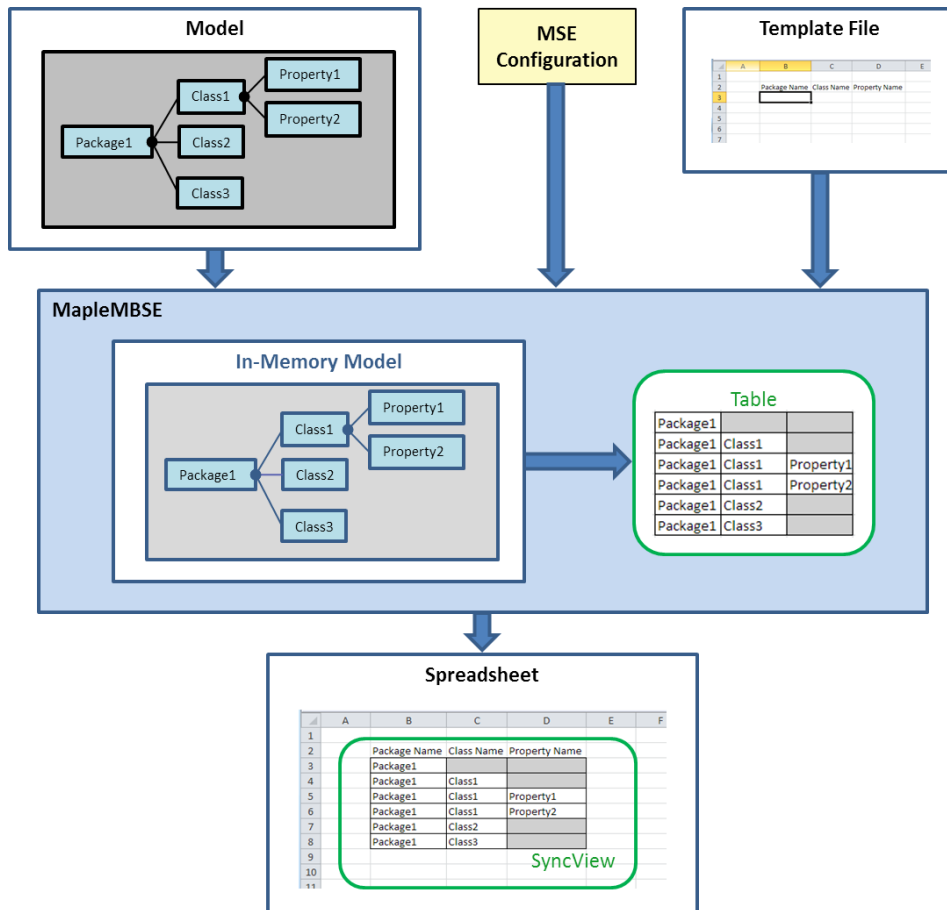 Model
Property1
Class1
Property2
Package1
Class2
Class3
MSE
Configuration
Template File
A B C D E
1
2 Package Name Class Name Property Name
3
4
5
6
7
MapleMBSE
In-Memory Model
Property1
Class1
Property2
Package1
Class2
Class3
Table
Package1
Package1 Class1
Package1 Class1 Property1
Package1 Class1 Property2
Package1 Class2
Package1 Class3
Spreadsheet
A B C D E F
1
2 Package Name Class Name Property Name
3 Package1
4 Package1 Class1
5 Package1 Class1 Property1
6 Package1 Class1 Property2
7 Package1 Class2
8 Package1 Class3
9
SyncView
10
11